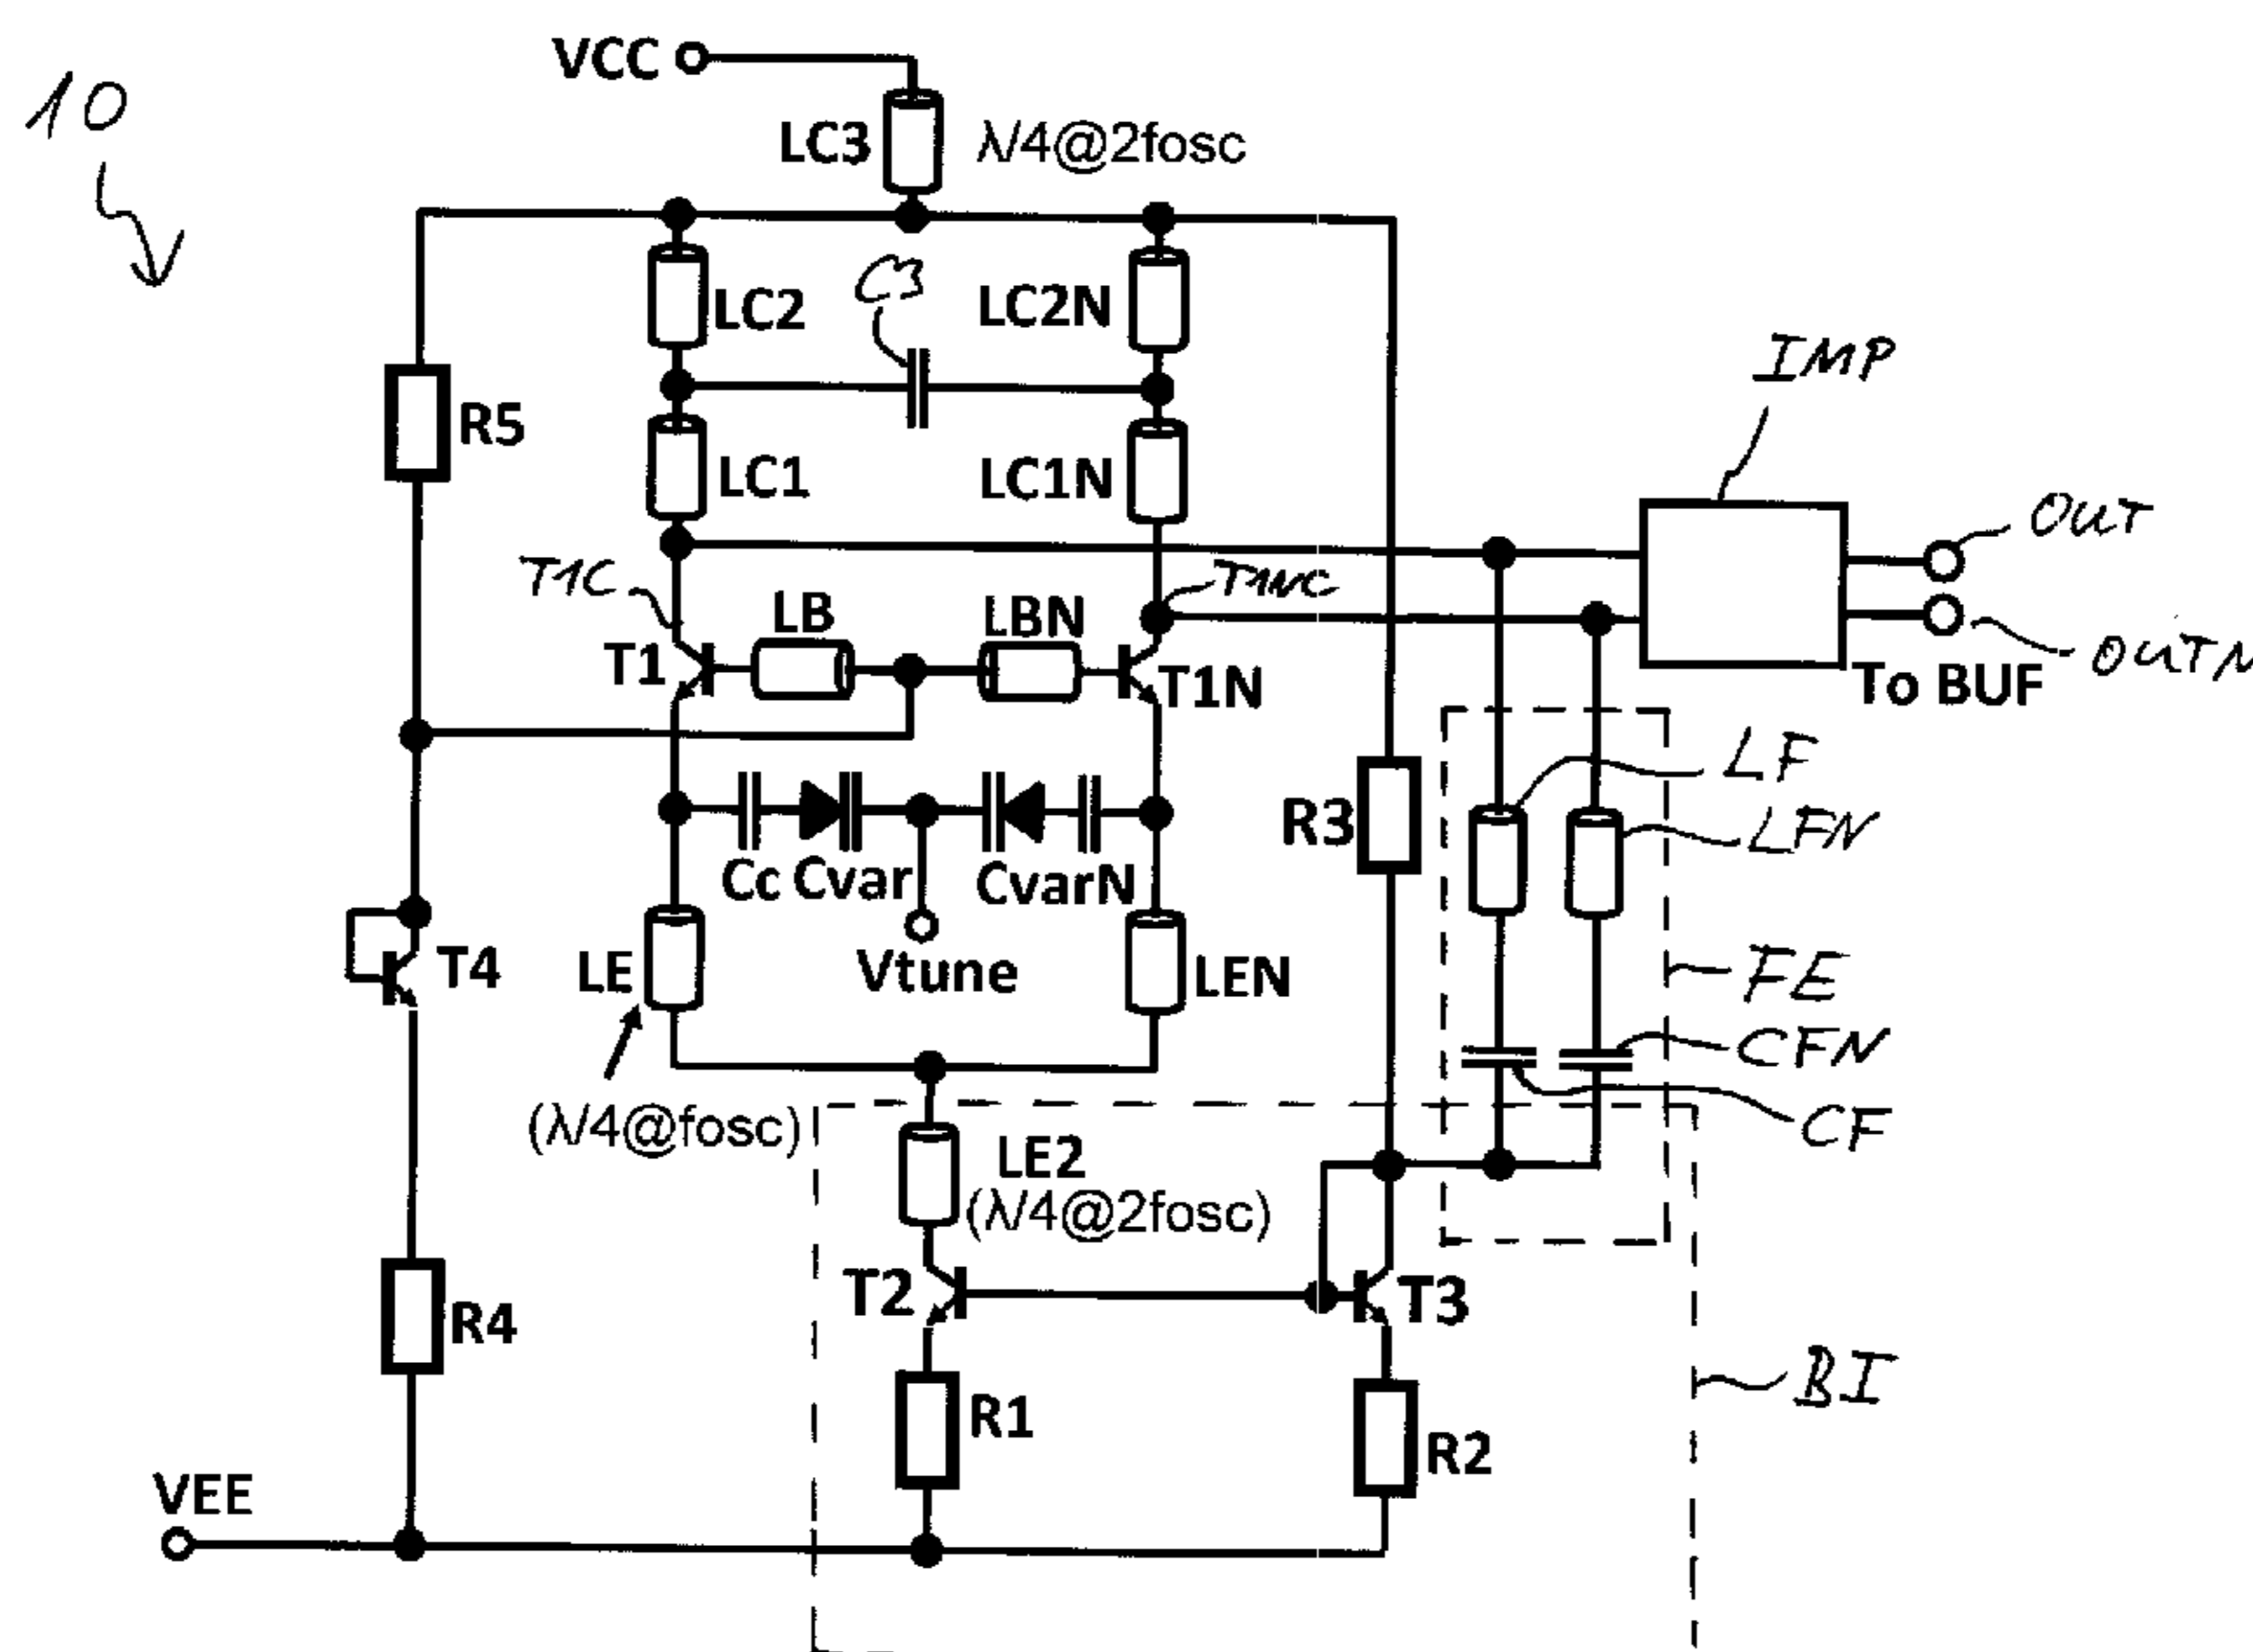 10
VCC
LC3
λ/4@2fosc
C3
LC2
LC2N
IMP
R5
LC1
LC1N
OUT
T1C
T1NC
LB
LBN
T1
T1N
OUTN
To BUF
LF
R3
LFN
Cc
Cvar
CvarN
T4
LE
Vtune
LEN
FE
CFN
(λ/4@fosc)
LE2
CF
(λ/4@2fosc)
T2
T3
R4
R1
BI
R2
VEE